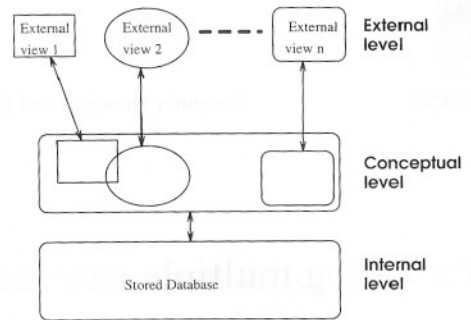 External
view 1
External
view 2
External
view n
External
level
Conceptual
level
Internal
level
Stored Database